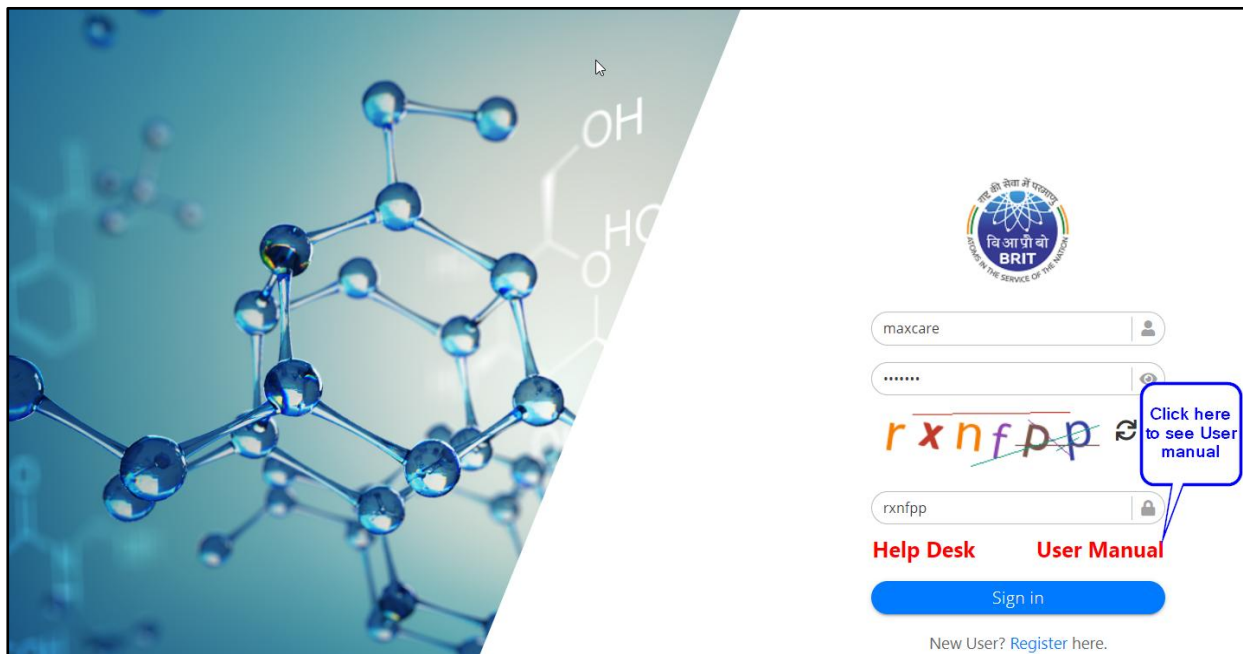 OH
HO
O
राष्ट्र की सेवा में परमाणु
वि आ प्रौ बो
BRIT
ATOMS IN THE SERVICE OF THE NATION
maxcare
•••••••
rxnfpp
Click here
to see User
manual
rxnfpp
Help Desk
User Manual
Sign in
New User? Register here.